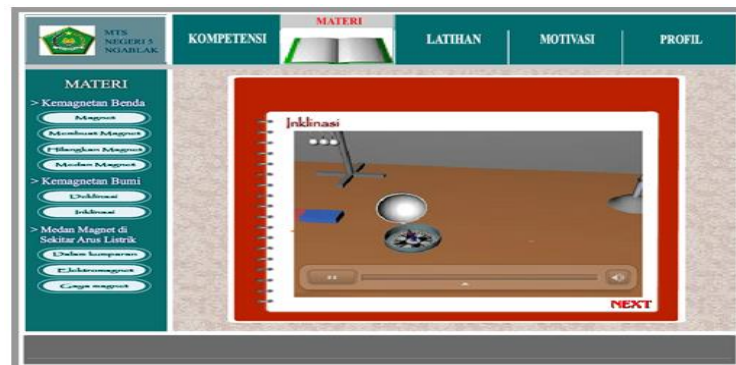 MTS
NEGERI 5
NGABLAK
KOMPETENSI
MATERI
LATIHAN
MOTIVASI
PROFIL
MATERI
> Kemagnetan Benda
Magnet
Membuat Magnet
Hilangkan Magnet
Medan Magnet
> Kemagnetan Bumi
Deklinasi
Inklinasi
> Medan Magnet di
Sekitar Arus Listrik
Dalam kumparan
Elektromagnet
Gaya magnet
Inklinasi
NEXT